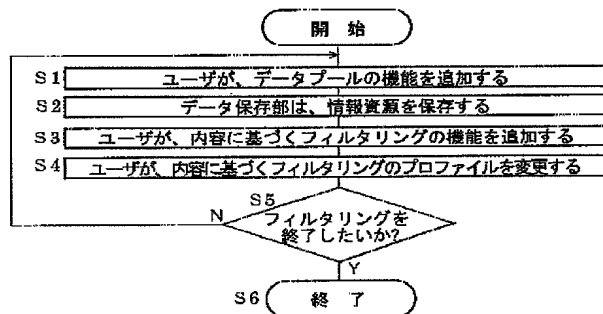 開 始
S1 ユーザが、データプールの機能を追加する
S2 データ保存部は、情報資源を保存する
S3 ユーザが、内容に基づくフィルタリングの機能を追加する
S4 ユーザが、内容に基づくフィルタリングのプロファイルを変更する
S5
N フィルタリングを
終了したいか?
Y
S6 終 了